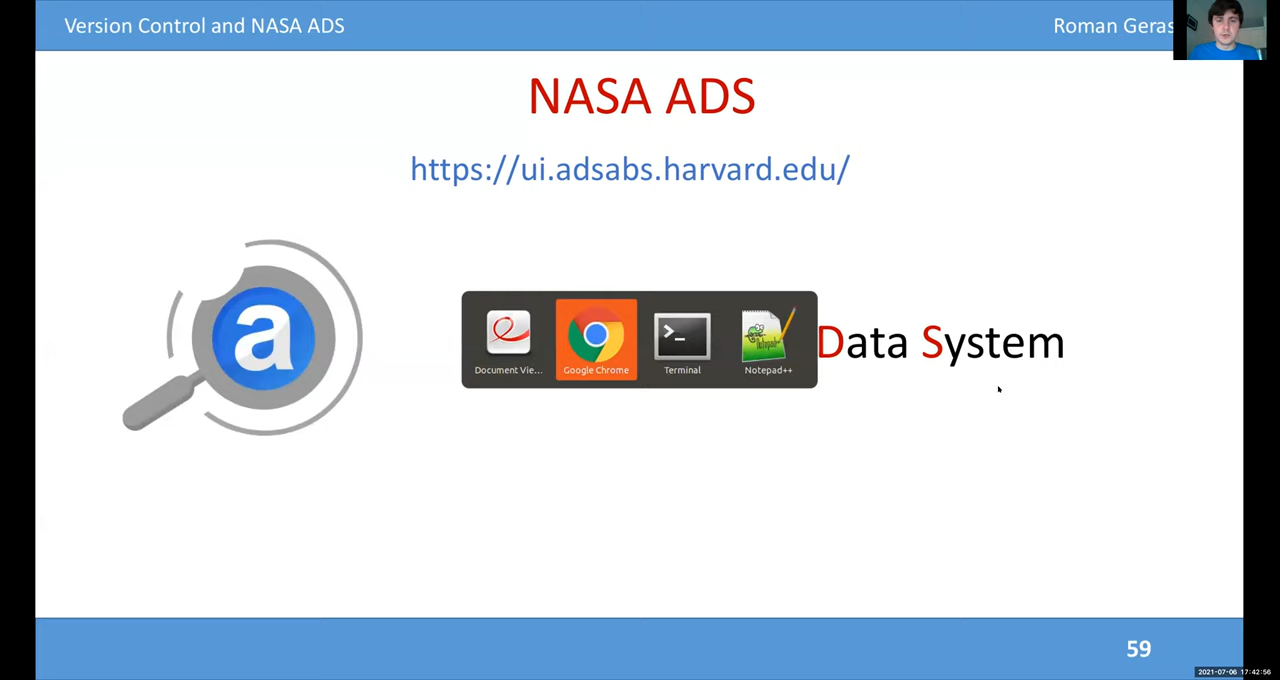 Version Control and NASA ADS
Roman Geras
NASA ADS
https://ui.adsabs.harvard.edu/
a
Data System
Document Vie...
Google Chrome
Terminal
Notepad++
59
2021-07-06 17:42:56